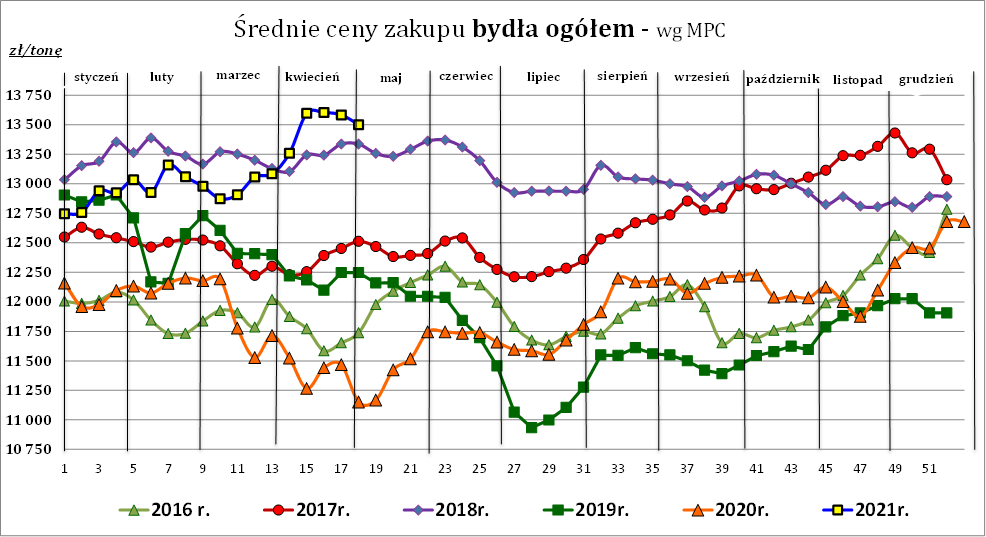 Średnie ceny zakupu bydła ogółem - wg MPC
zł/tonę
styczeń luty marzec kwiecień maj czerwiec lipiec sierpień wrzesień październik listopad grudzień
13 750
13 500
13 250
13 000
12 750
12 500
12 250
12 000
11 750
11 500
11 250
11 000
10 750
1 3 5 7 9 11 13 15 17 19 21 23 25 27 29 31 33 35 37 39 41 43 45 47 49 51
2016 r. 2017r. 2018r. 2019r. 2020r. 2021r.